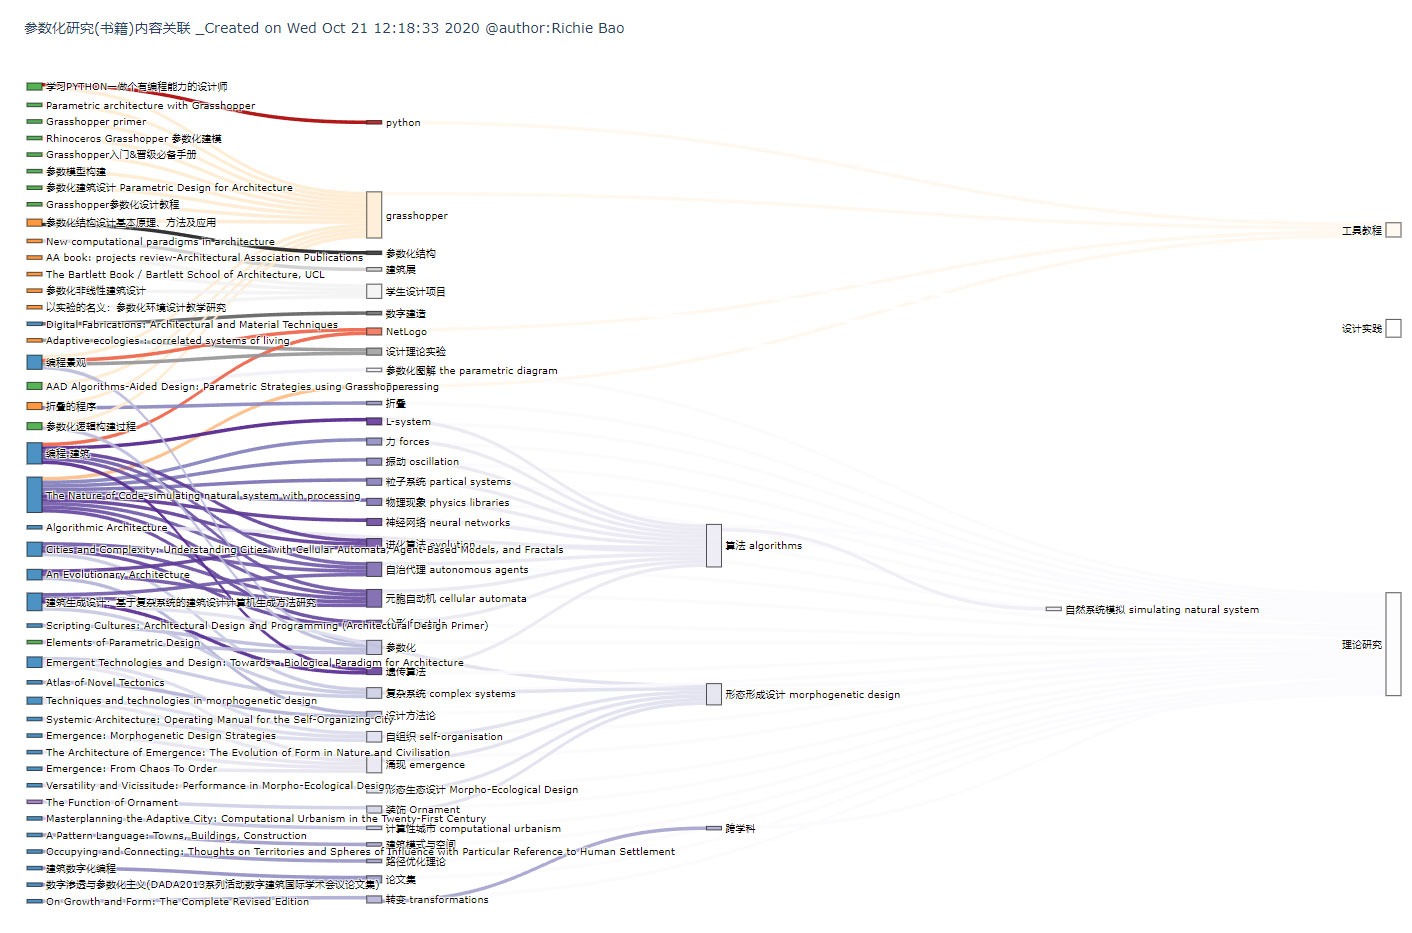 参数化研究(书籍)内容关联 _Created on Wed Oct 21 12:18:33 2020 @author:Richie Bao
学习PYTHON—做个有编程能力的设计师
Parametric architecture with Grasshopper
Grasshopper primer
Rhinoceros Grasshopper 参数化建模
Grasshopper入门&晋级必备手册
参数模型构建
参数化建筑设计 Parametric Design for Architecture
Grasshopper参数化设计教程
参数化结构设计基本原理、方法及应用
New computational paradigms in architecture
AA book: projects review-Architectural Association Publications
The Bartlett Book / Bartlett School of Architecture, UCL
参数化非线性建筑设计
以实验的名义：参数化环境设计教学研究
Digital Fabrications: Architectural and Material Techniques
Adaptive ecologies : correlated systems of living
编程景观
AAD Algorithms-Aided Design: Parametric Strategies using Grasshopper
折叠的程序
参数化逻辑构建过程
编程·建筑
The Nature of Code-simulating natural system with processing
Algorithmic Architecture
Cities and Complexity: Understanding Cities with Cellular Automata, Agent-Based Models, and Fractals
An Evolutionary Architecture
建筑生成设计：基于复杂系统的建筑设计计算机生成方法研究
Scripting Cultures: Architectural Design and Programming (Architectural Design Primer)
Elements of Parametric Design
Emergent Technologies and Design: Towards a Biological Paradigm for Architecture
Atlas of Novel Tectonics
Techniques and technologies in morphogenetic design
Systemic Architecture: Operating Manual for the Self-Organizing City
Emergence: Morphogenetic Design Strategies
The Architecture of Emergence: The Evolution of Form in Nature and Civilisation
Emergence: From Chaos To Order
Versatility and Vicissitude: Performance in Morpho-Ecological Design
The Function of Ornament
Masterplanning the Adaptive City: Computational Urbanism in the Twenty-First Century
A Pattern Language: Towns, Buildings, Construction
Occupying and Connecting: Thoughts on Territories and Spheres of Influence with Particular Reference to Human Settlement
建筑数字化编程
数字渗透与参数化主义(DADA2013系列活动数字建筑国际学术会议论文集)
On Growth and Form: The Complete Revised Edition
python
grasshopper
参数化结构
建筑展
学生设计项目
数字建造
NetLogo
设计理论实验
参数化图解 the parametric diagram
折叠
L-system
力 forces
振动 oscillation
粒子系统 partical systems
物理现象 physics libraries
神经网络 neural networks
进化算法 evolution
自治代理 autonomous agents
元胞自动机 cellular automata
参数化
遗传算法
复杂系统 complex systems
设计方法论
自组织 self-organisation
涌现 emergence
形态生态设计 Morpho-Ecological Design
装饰 Ornament
计算性城市 computational urbanism
建筑模式与空间
路径优化理论
论文集
转变 transformations
算法 algorithms
形态形成设计 morphogenetic design
跨学科
自然系统模拟 simulating natural system
工具教程
设计实践
理论研究